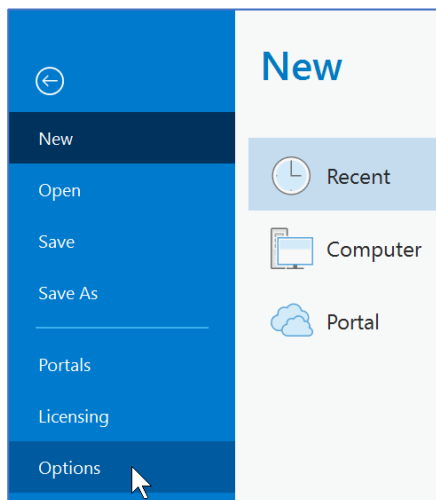 New
Open
Save
Save As
Portals
Licensing
Options
New
Recent
Computer
Portal